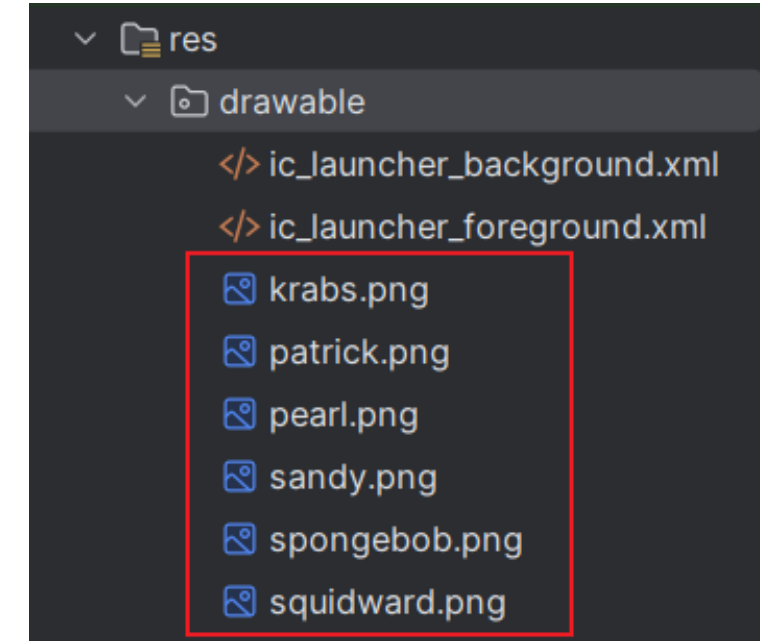 res
drawable
</> ic_launcher_background.xml
</> ic_launcher_foreground.xml
krabs.png
patrick.png
pearl.png
sandy.png
spongebob.png
squidward.png